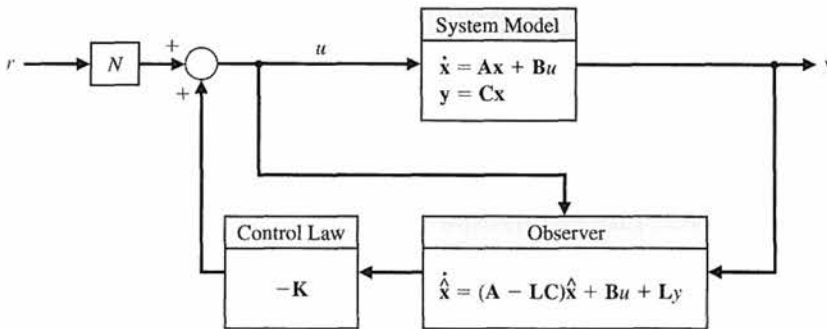 System Model
r
N
+
+
u
ẋ = Ax + Bu
y = Cx
Control Law
−K
Observer
x̂̇ = (A − LC)x̂ + Bu + Ly